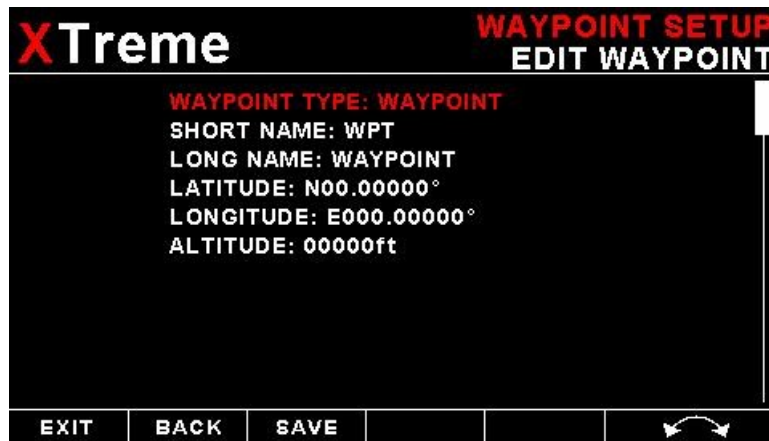 XTreme
WAYPOINT SETUP
EDIT WAYPOINT
WAYPOINT TYPE: WAYPOINT
SHORT NAME: WPT
LONG NAME: WAYPOINT
LATITUDE: N00.00000°
LONGITUDE: E000.00000°
ALTITUDE: 00000ft
EXIT BACK SAVE